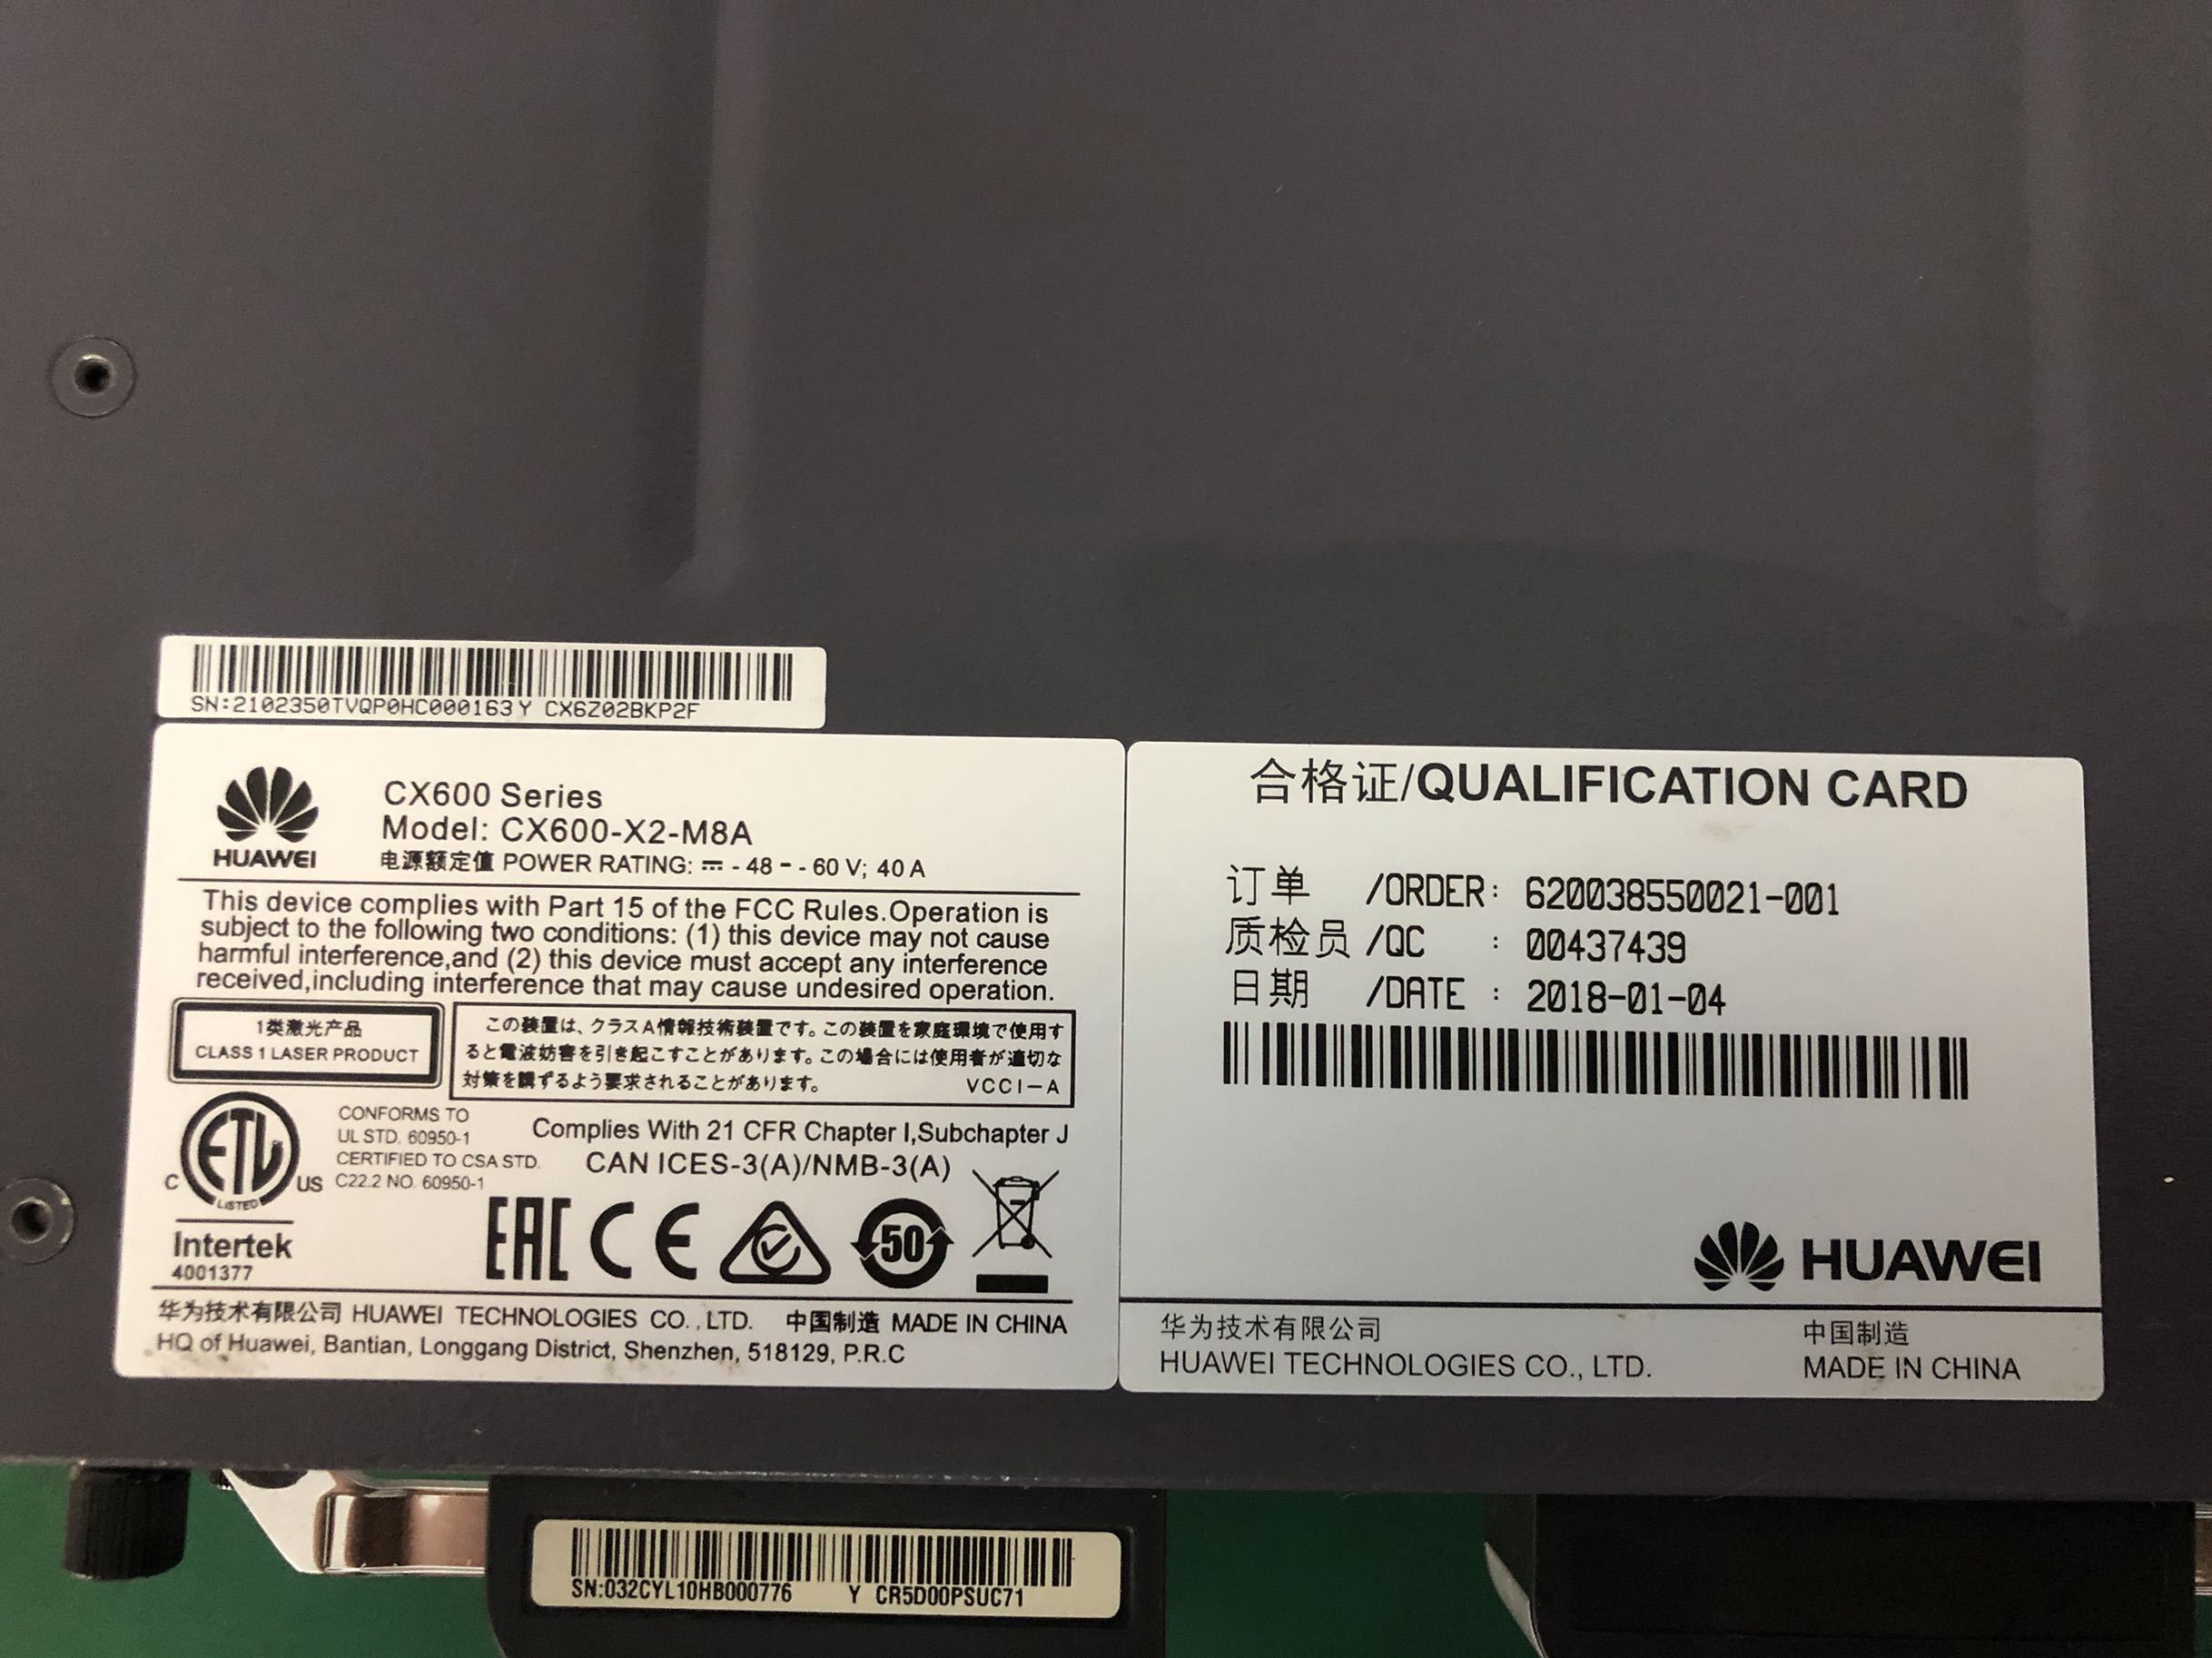 SN:2102350TVQP0HC000163 Y CX6Z02BKP2F
HUAWEI
CX600 Series
Model: CX600-X2-M8A
电源额定值 POWER RATING: ⎓ - 48 - - 60 V; 40 A
This device complies with Part 15 of the FCC Rules.Operation is
subject to the following two conditions: (1) this device may not cause
harmful interference,and (2) this device must accept any interference
received,including interference that may cause undesired operation.
1类激光产品
CLASS 1 LASER PRODUCT
この装置は、クラスA情報技術装置です。この装置を家庭環境で使用す
ると電波妨害を引き起こすことがあります。この場合には使用者が適切な
対策を講ずるよう要求されることがあります。 VCCI-A
C ETL US
LISTED
CONFORMS TO
UL STD. 60950-1
CERTIFIED TO CSA STD.
C22.2 NO. 60950-1
Intertek
4001377
Complies With 21 CFR Chapter I,Subchapter J
CAN ICES-3(A)/NMB-3(A)
EAC CE 50
华为技术有限公司 HUAWEI TECHNOLOGIES CO.,LTD. 中国制造 MADE IN CHINA
HQ of Huawei, Bantian, Longgang District, Shenzhen, 518129, P.R.C
合格证/QUALIFICATION CARD
订单 /ORDER: 620038550021-001
质检员 /QC : 00437439
日期 /DATE : 2018-01-04
HUAWEI
华为技术有限公司 中国制造
HUAWEI TECHNOLOGIES CO., LTD. MADE IN CHINA
SN:032CYL10HB000776 Y CR5D00PSUC71